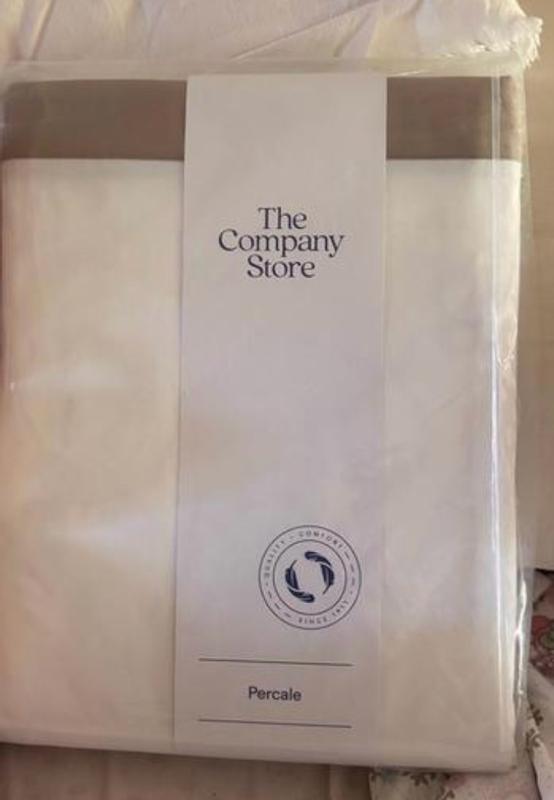 The
Company
Store
QUALITY - COMFORT
SINCE 1911
Percale